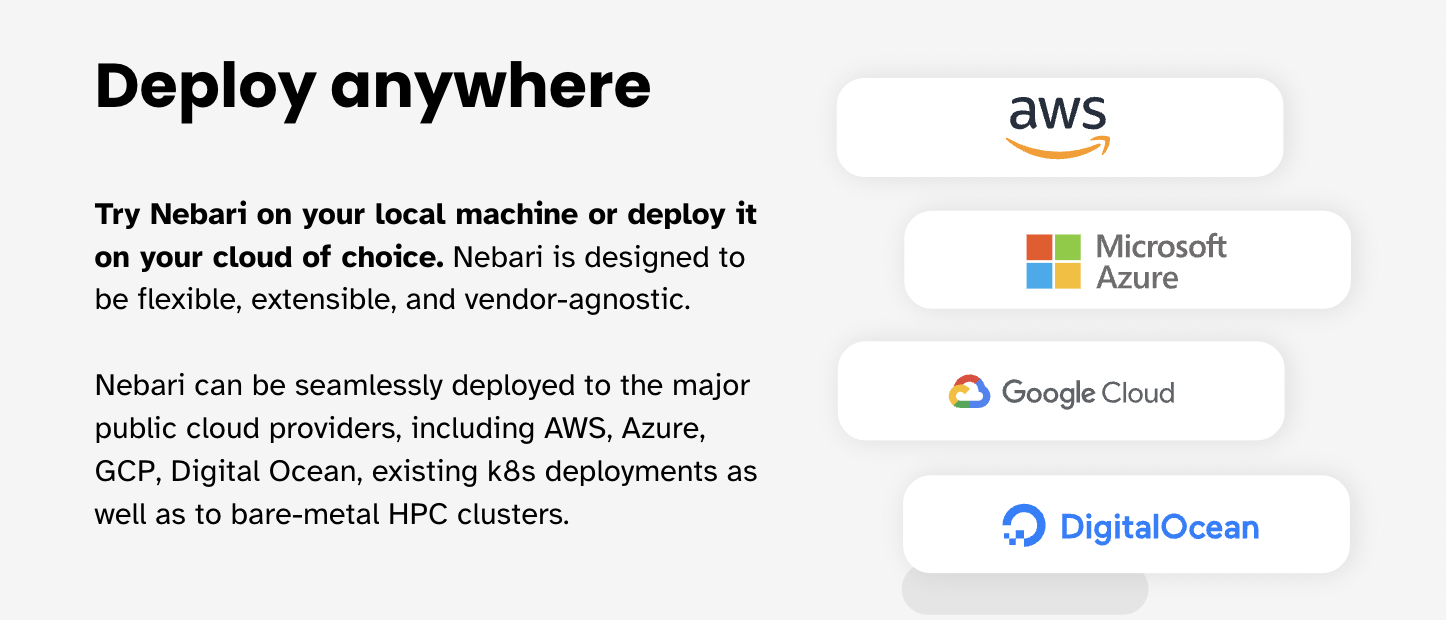 Deploy anywhere
Try Nebari on your local machine or deploy it
on your cloud of choice. Nebari is designed to
be flexible, extensible, and vendor-agnostic.
Nebari can be seamlessly deployed to the major
public cloud providers, including AWS, Azure,
GCP, Digital Ocean, existing k8s deployments as
well as to bare-metal HPC clusters.
aws
Microsoft
Azure
Google Cloud
DigitalOcean